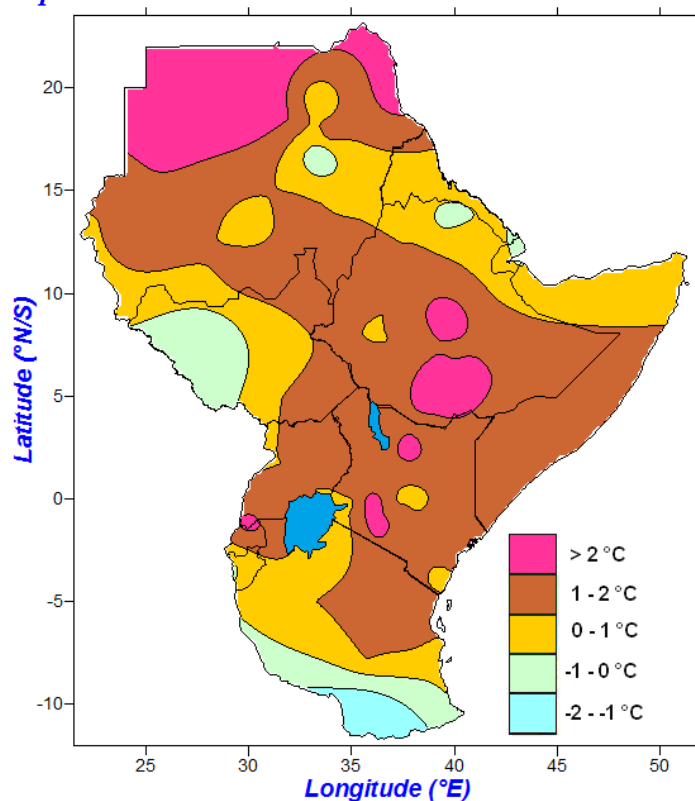 20
15
10
5
0
-5
-10
Latitude (°N/S)
> 2 °C
1 - 2 °C
0 - 1 °C
-1 - 0 °C
-2 - -1 °C
25 30 35 40 45 50
Longitude (°E)